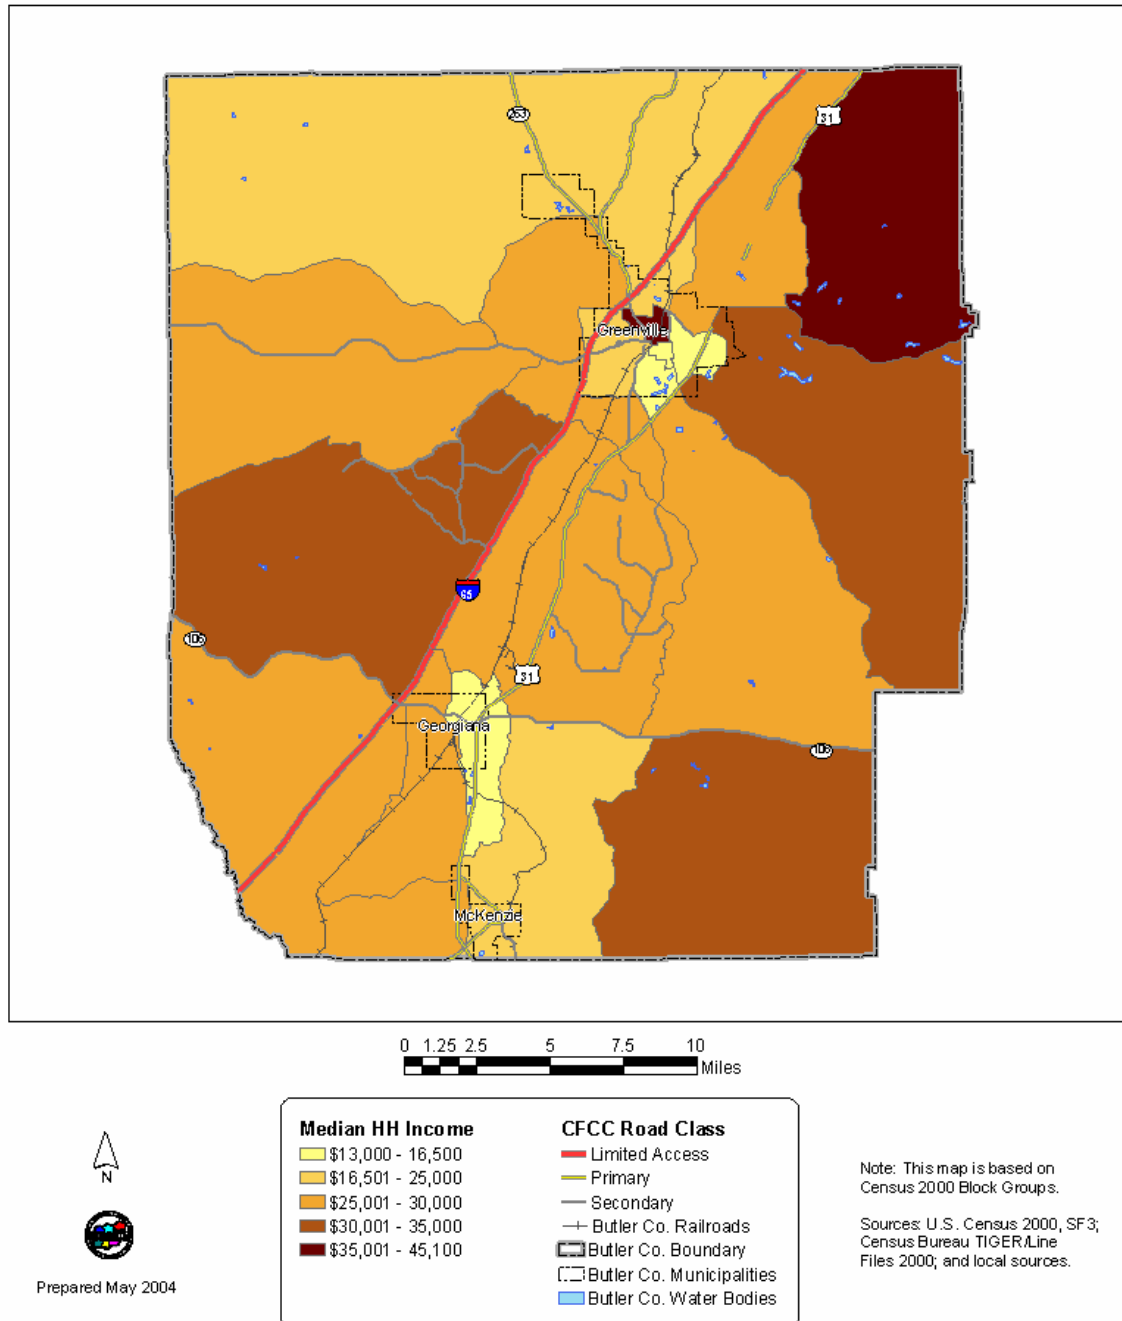 263
31
Greenville
65
106
31
Georgiana
106
McKenzie
0 1.25 2.5 5 7.5 10
Miles
Median HH Income
$13,000 - 16,500
$16,501 - 25,000
$25,001 - 30,000
$30,001 - 35,000
$35,001 - 45,100
CFCC Road Class
Limited Access
Primary
Secondary
Butler Co. Railroads
Butler Co. Boundary
Butler Co. Municipalities
Butler Co. Water Bodies
N
Prepared May 2004
Note: This map is based on
Census 2000 Block Groups.
Sources: U.S. Census 2000, SF3;
Census Bureau TIGER/Line
Files 2000; and local sources.